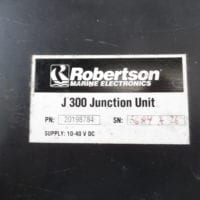 Robertson
MARINE ELECTRONICS
J 300 Junction Unit
PN: 20198784 SN:
SUPPLY: 10-40 V DC